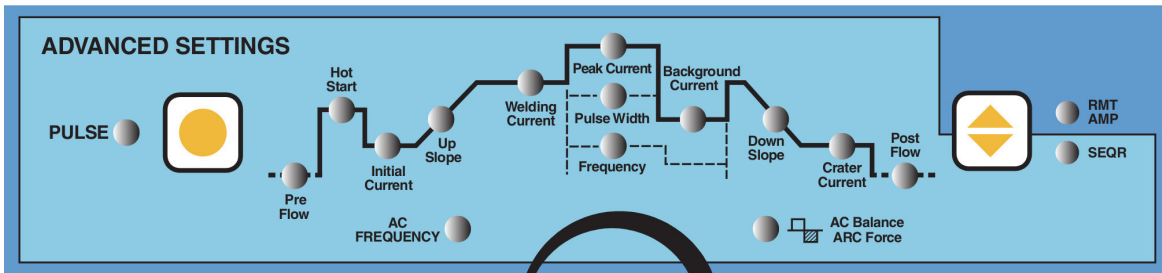 ADVANCED SETTINGS
PULSE
Pre
Flow
Hot
Start
Initial
Current
Up
Slope
Welding
Current
Peak Current
Pulse Width
Frequency
Background
Current
Down
Slope
Crater
Current
Post
Flow
RMT
AMP
SEQR
AC
FREQUENCY
AC Balance
ARC Force